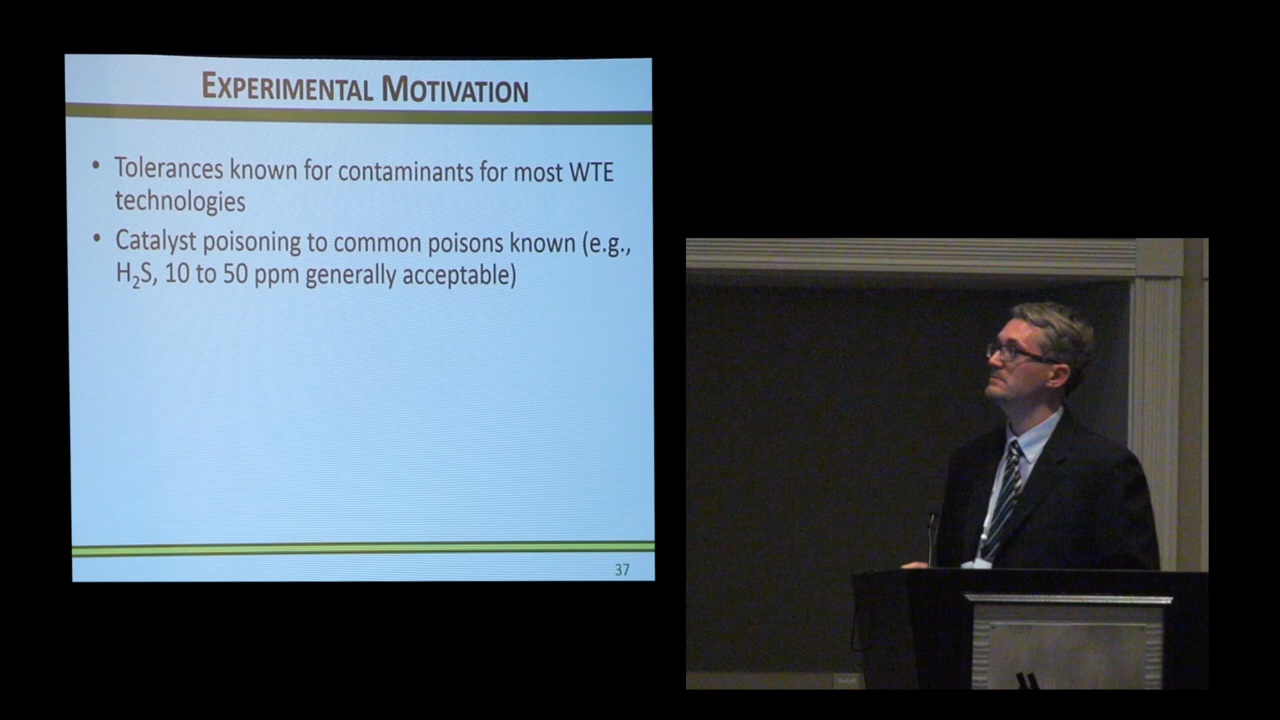 EXPERIMENTAL MOTIVATION
• Tolerances known for contaminants for most WTE
technologies
• Catalyst poisoning to common poisons known (e.g.,
H₂S, 10 to 50 ppm generally acceptable)
37